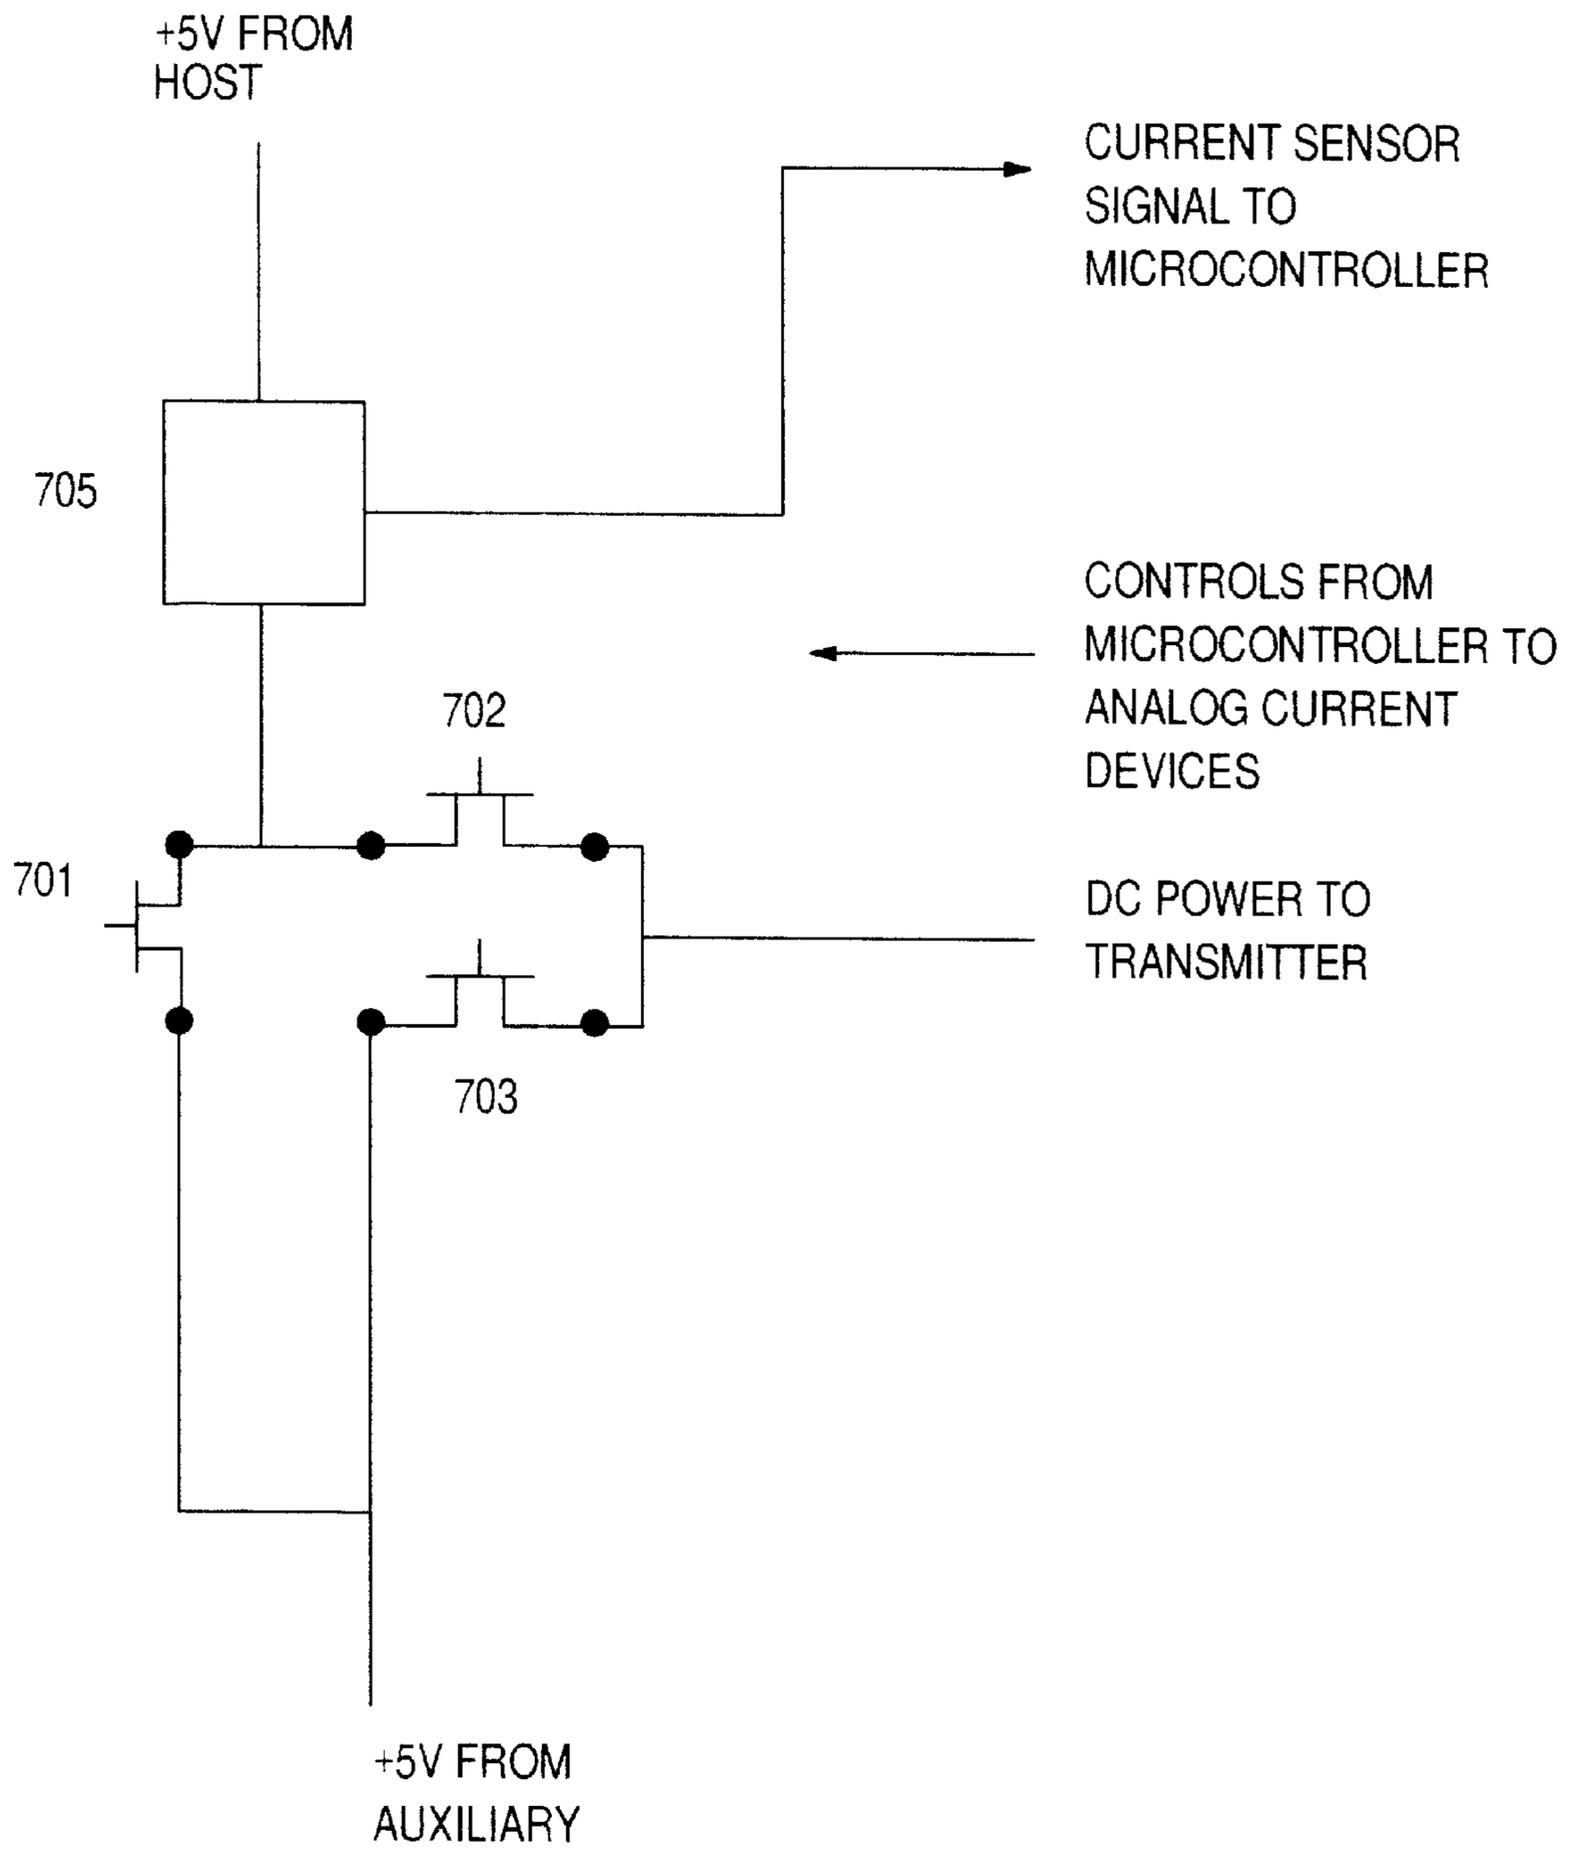 +5V FROM
HOST
CURRENT SENSOR
SIGNAL TO
MICROCONTROLLER
705
CONTROLS FROM
MICROCONTROLLER TO
ANALOG CURRENT
DEVICES
702
701
DC POWER TO
TRANSMITTER
703
+5V FROM
AUXILIARY